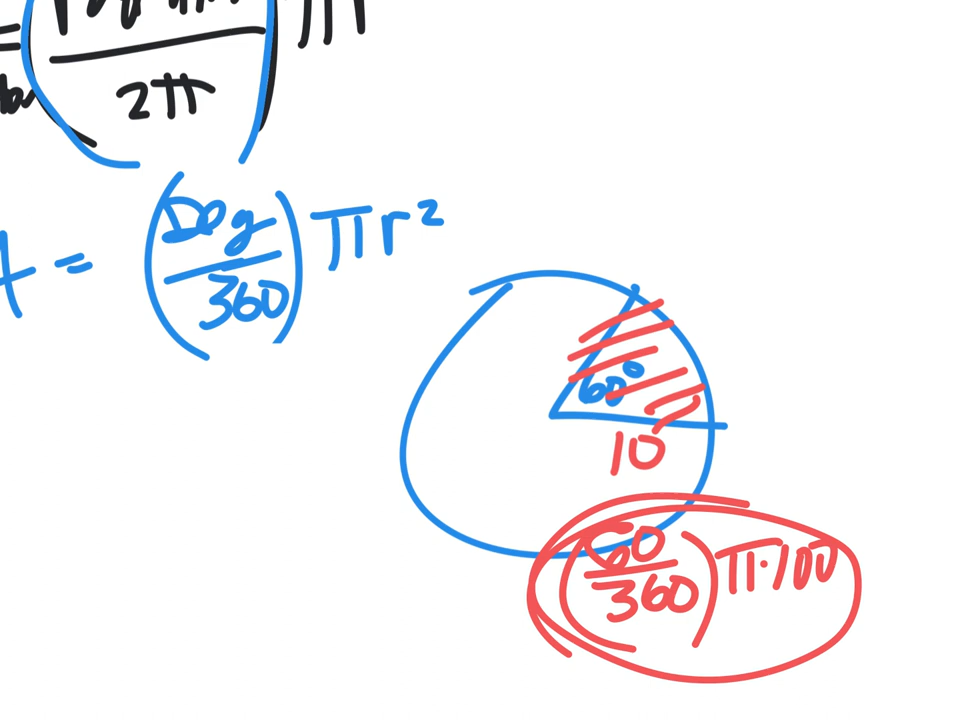 =
2π
A = (Deg/360) πr²
60°
10
(60/360) π·100